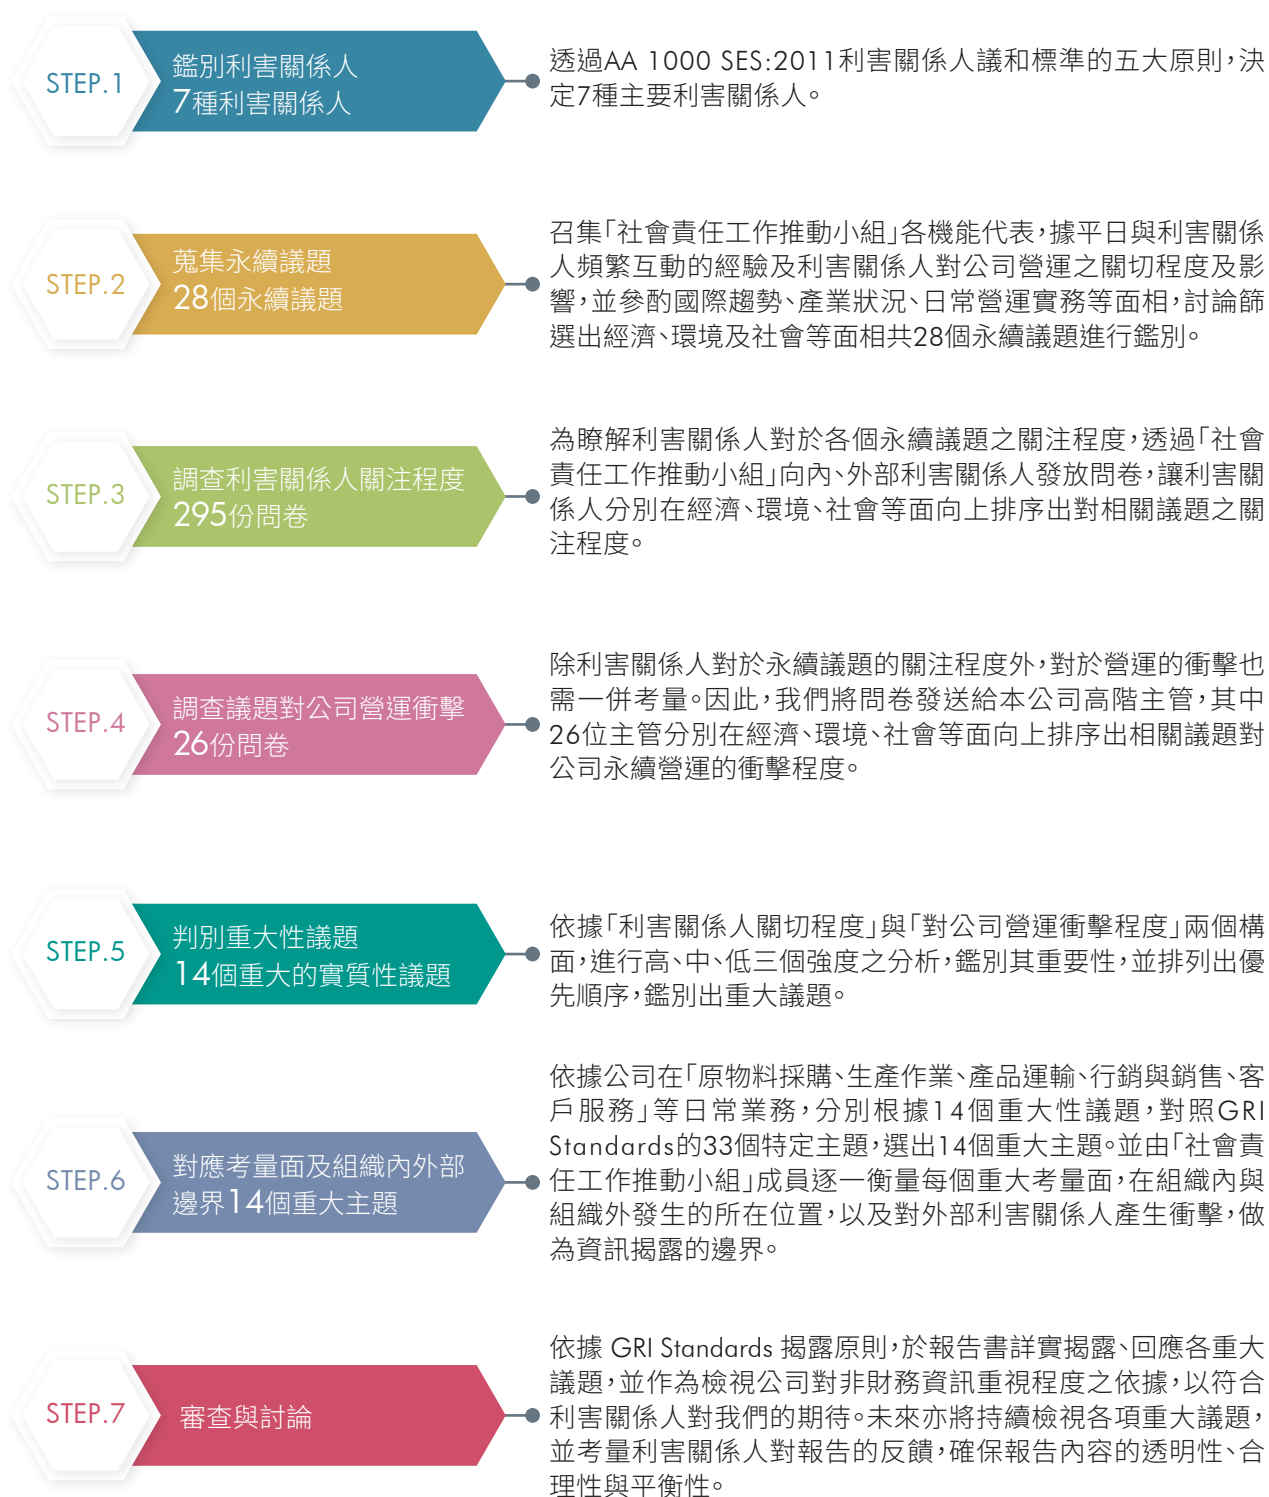 STEP.1
鑑別利害關係人
7種利害關係人
透過AA 1000 SES:2011利害關係人議和標準的五大原則,決
定7種主要利害關係人。
STEP.2
蒐集永續議題
28個永續議題
召集「社會責任工作推動小組」各機能代表,據平日與利害關係
人頻繁互動的經驗及利害關係人對公司營運之關切程度及影
響,並參酌國際趨勢、產業狀況、日常營運實務等面相,討論篩
選出經濟、環境及社會等面相共28個永續議題進行鑑別。
STEP.3
調查利害關係人關注程度
295份問卷
為瞭解利害關係人對於各個永續議題之關注程度,透過「社會
責任工作推動小組」向內、外部利害關係人發放問卷,讓利害關
係人分別在經濟、環境、社會等面向上排序出對相關議題之關
注程度。
STEP.4
調查議題對公司營運衝擊
26份問卷
除利害關係人對於永續議題的關注程度外,對於營運的衝擊也
需一併考量。因此,我們將問卷發送給本公司高階主管,其中
26位主管分別在經濟、環境、社會等面向上排序出相關議題對
公司永續營運的衝擊程度。
STEP.5
判別重大性議題
14個重大的實質性議題
依據「利害關係人關切程度」與「對公司營運衝擊程度」兩個構
面,進行高、中、低三個強度之分析,鑑別其重要性,並排列出優
先順序,鑑別出重大議題。
STEP.6
對應考量面及組織內外部
邊界14個重大主題
依據公司在「原物料採購、生產作業、產品運輸、行銷與銷售、客
戶服務」等日常業務,分別根據14個重大性議題,對照GRI
Standards的33個特定主題,選出14個重大主題。並由「社會責
任工作推動小組」成員逐一衡量每個重大考量面,在組織內與
組織外發生的所在位置,以及對外部利害關係人產生衝擊,做
為資訊揭露的邊界。
STEP.7
審查與討論
依據 GRI Standards 揭露原則,於報告書詳實揭露、回應各重大
議題,並作為檢視公司對非財務資訊重視程度之依據,以符合
利害關係人對我們的期待。未來亦將持續檢視各項重大議題,
並考量利害關係人對報告的反饋,確保報告內容的透明性、合
理性與平衡性。